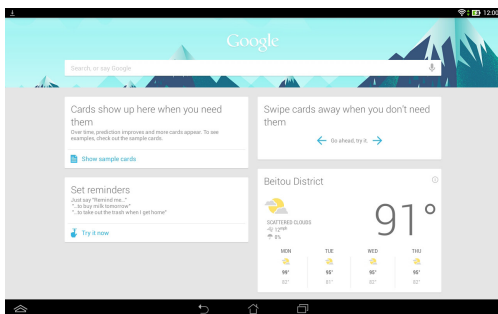 12:00
Google
Search, or say Google
Cards show up here when you need
them
Over time, prediction improves and more cards appear. To see
examples, check out the sample cards.
Show sample cards
Set reminders
Just say "Remind me..."
"...to buy milk tomorrow"
"...to take out the trash when I get home"
Try it now
Swipe cards away when you don't need
them
Go ahead, try it.
Beitou District
SCATTERED CLOUDS
8%
91°
MON TUE WED THU
99° 95° 95° 95°